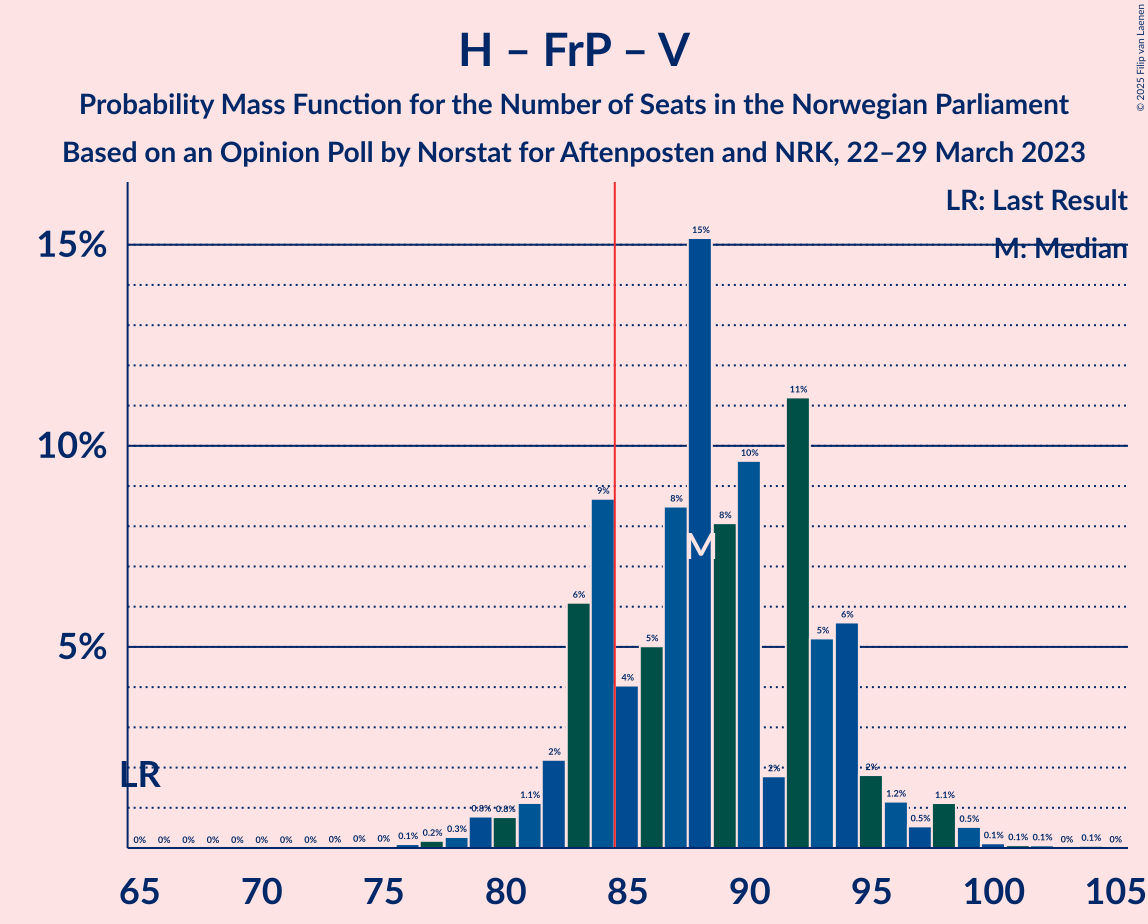 © 2025 Filip van Laenen
H – FrP – V
Probability Mass Function for the Number of Seats in the Norwegian Parliament
Based on an Opinion Poll by Norstat for Aftenposten and NRK, 22–29 March 2023
LR: Last Result
M: Median
15%
10%
5%
LR
M
0% 0% 0% 0% 0% 0% 0% 0% 0% 0% 0% 0.1% 0.2% 0.3% 0.8% 0.8% 1.1% 2% 6% 9% 4% 5% 8% 15% 8% 10% 2% 11% 5% 6% 2% 1.2% 0.5% 1.1% 0.5% 0.1% 0.1% 0.1% 0% 0.1% 0%
65 70 75 80 85 90 95 100 105